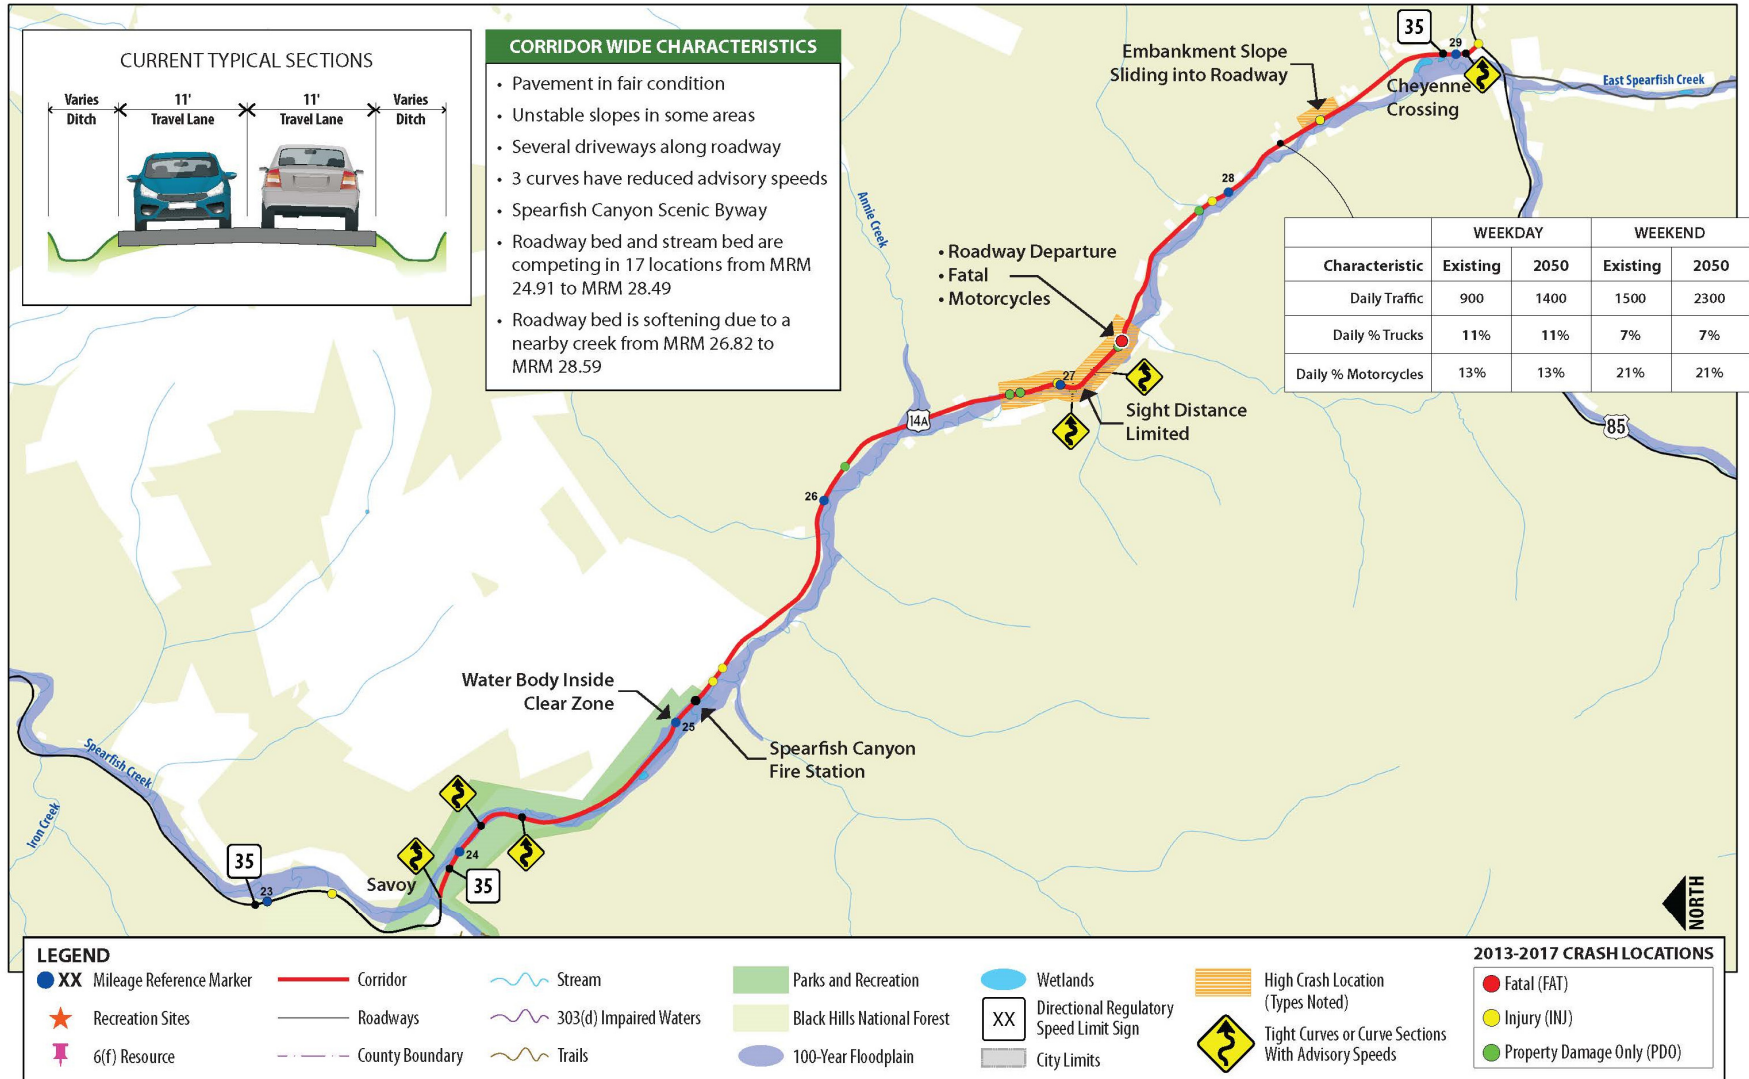 CURRENT TYPICAL SECTIONS
Varies
Ditch
11'
Travel Lane
11'
Travel Lane
Varies
Ditch
CORRIDOR WIDE CHARACTERISTICS
• Pavement in fair condition
• Unstable slopes in some areas
• Several driveways along roadway
• 3 curves have reduced advisory speeds
• Spearfish Canyon Scenic Byway
• Roadway bed and stream bed are
competing in 17 locations from MRM
24.91 to MRM 28.49
• Roadway bed is softening due to a
nearby creek from MRM 26.82 to
MRM 28.59
Embankment Slope
Sliding into Roadway
35
29
Cheyenne
Crossing
East Spearfish Creek
28
Annie Creek
• Roadway Departure
• Fatal
• Motorcycles
WEEKDAY WEEKEND
Characteristic Existing 2050 Existing 2050
Daily Traffic 900 1400 1500 2300
Daily % Trucks 11% 11% 7% 7%
Daily % Motorcycles 13% 13% 21% 21%
27
Sight Distance
Limited
14A
85
26
Water Body Inside
Clear Zone
25
Spearfish Canyon
Fire Station
Spearfish Creek
Iron Creek
35
23
24
Savoy
35
NORTH
LEGEND
XX Mileage Reference Marker
Recreation Sites
6(f) Resource
Corridor
Roadways
County Boundary
Stream
303(d) Impaired Waters
Trails
Parks and Recreation
Black Hills National Forest
100-Year Floodplain
Wetlands
XX
Directional Regulatory
Speed Limit Sign
City Limits
High Crash Location
(Types Noted)
Tight Curves or Curve Sections
With Advisory Speeds
2013-2017 CRASH LOCATIONS
Fatal (FAT)
Injury (INJ)
Property Damage Only (PDO)